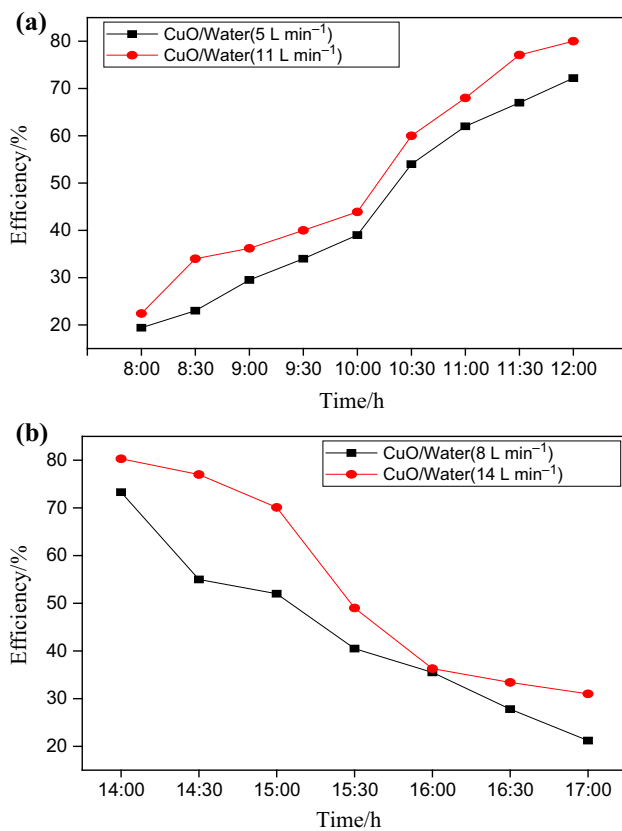 (a)
CuO/Water(5 L min⁻¹)
CuO/Water(11 L min⁻¹)
80
70
60
50
40
30
20
Efficiency/%
8:00 8:30 9:00 9:30 10:00 10:30 11:00 11:30 12:00
Time/h
(b)
CuO/Water(8 L min⁻¹)
CuO/Water(14 L min⁻¹)
80
70
60
50
40
30
20
Efficiency/%
14:00 14:30 15:00 15:30 16:00 16:30 17:00
Time/h